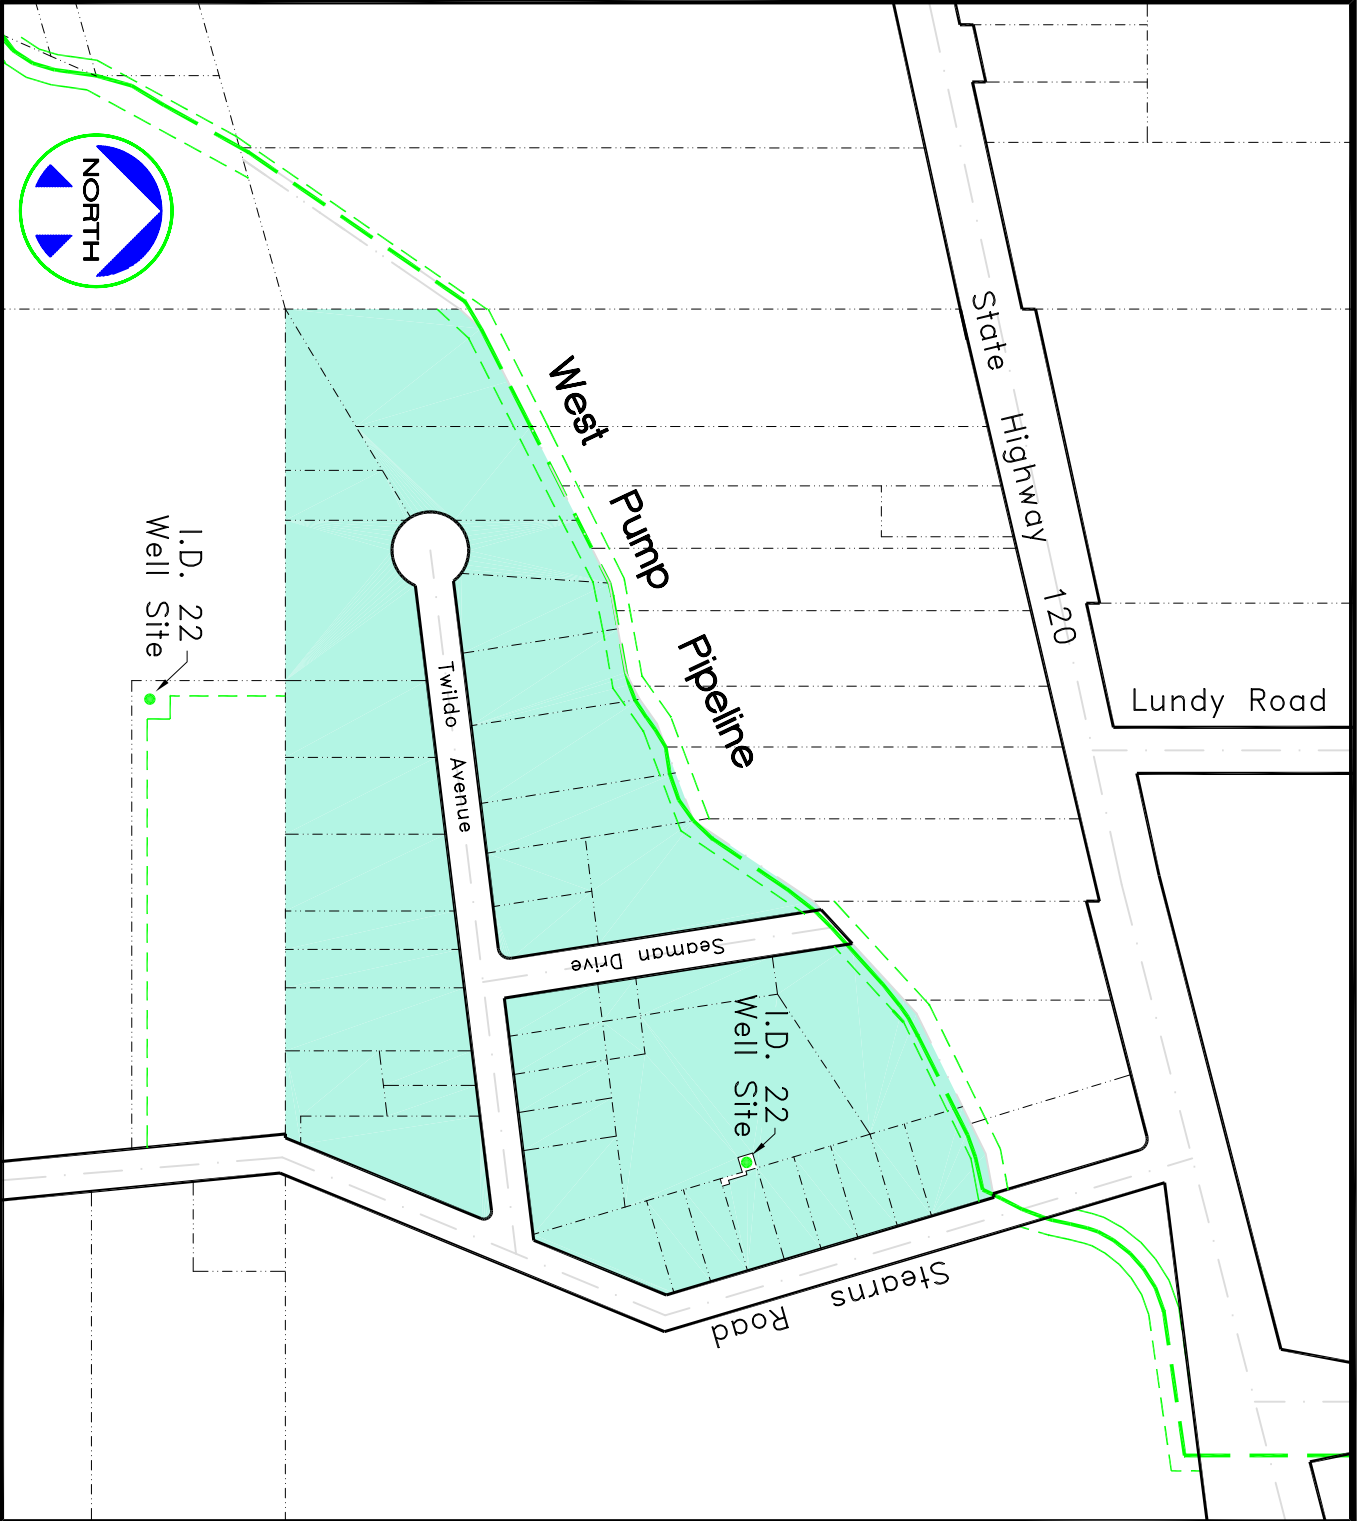 NORTH
State Highway 120
West Pump Pipeline
I.D. 22
Well Site
Lundy Road
Twildo Avenue
Seaman Drive
I.D. 22
Well Site
Stearns Road